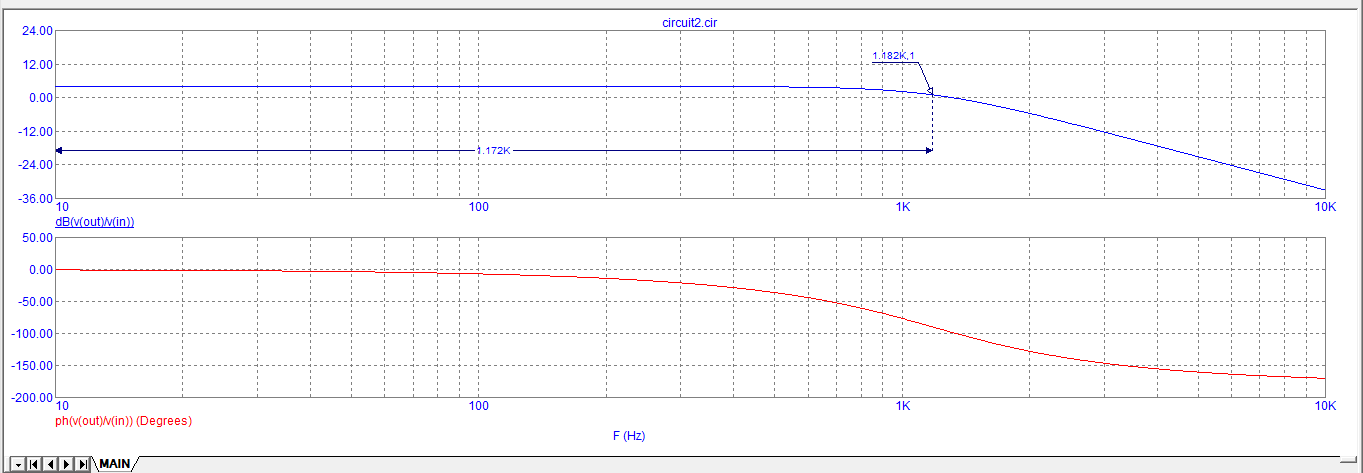 circuit2.cir
24.00
12.00
0.00
-12.00
-24.00
-36.00
1.182K,1
1.172K
10 100 1K 10K
dB(v(out)/v(in))
50.00
0.00
-50.00
-100.00
-150.00
-200.00
10 100 1K 10K
ph(v(out)/v(in)) (Degrees)
F (Hz)
MAIN